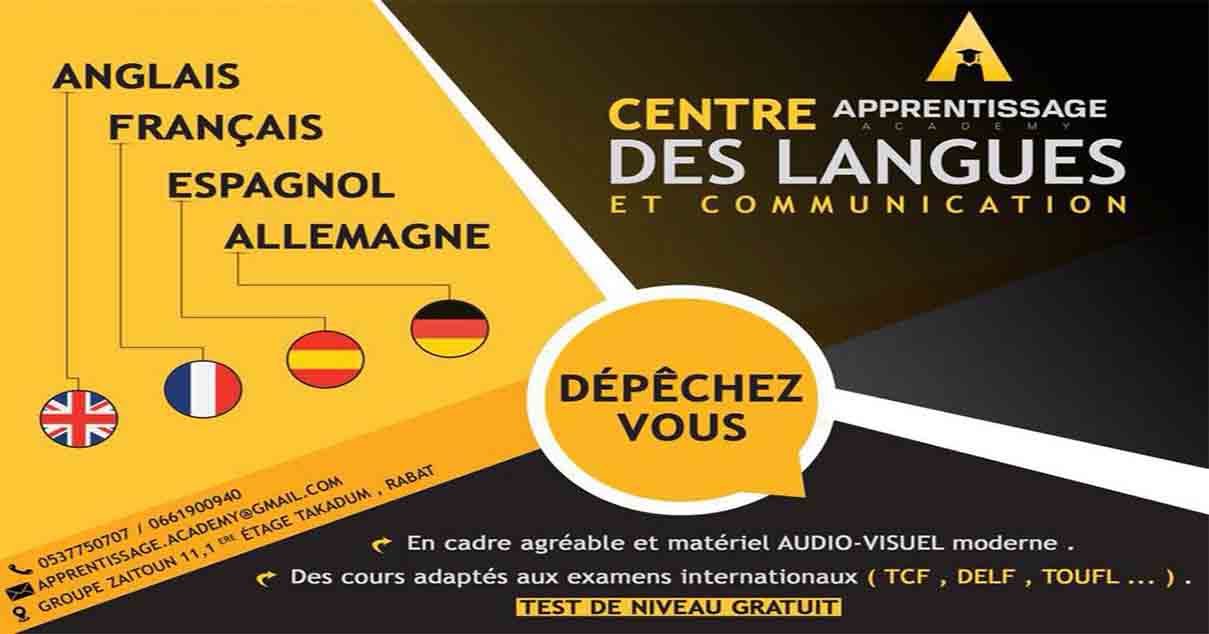 ANGLAIS
FRANÇAIS
ESPAGNOL
ALLEMAGNE
CENTRE APPRENTISSAGE
ACADEMY
DES LANGUES
ET COMMUNICATION
DÉPÊCHEZ
VOUS
0537750707 / 0661900940
APPRENTISSAGE.ACADEMY@GMAIL.COM
GROUPE ZAITOUN 11,1 ERE ÉTAGE TAKADUM , RABAT
En cadre agréable et matériel AUDIO-VISUEL moderne .
Des cours adaptés aux examens internationaux ( TCF , DELF , TOUFL ... ) .
TEST DE NIVEAU GRATUIT